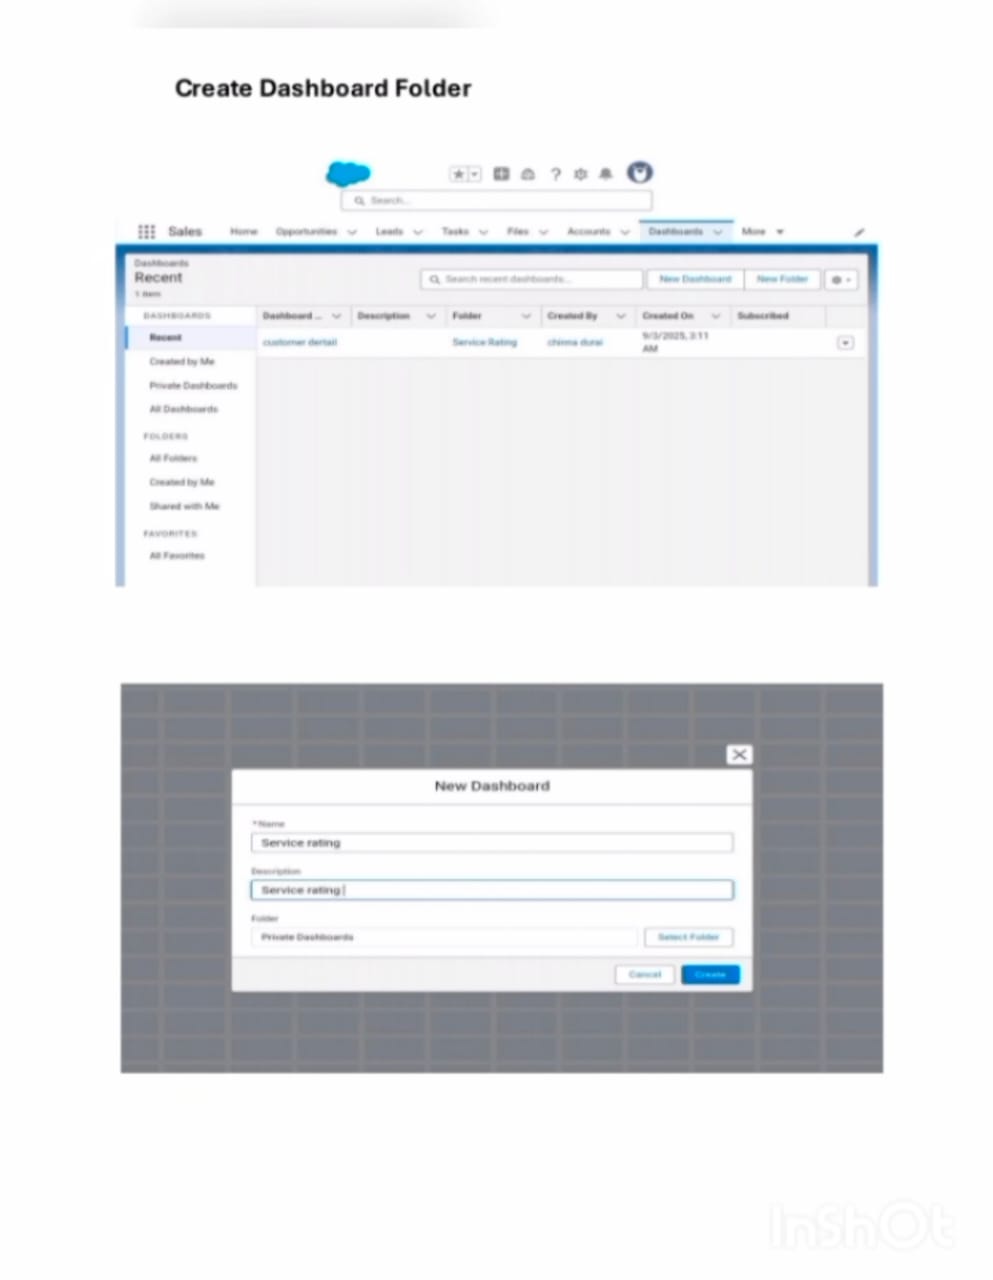 Create Dashboard Folder
Search...
Sales Home Opportunities Leads Tasks Files Accounts Dashboards More
Dashboards
Recent
1 item
Search recent dashboards...
New Dashboard
New Folder
DASHBOARDS
Recent
Created by Me
Private Dashboards
All Dashboards
FOLDERS
All Folders
Created by Me
Shared with Me
FAVORITES
All Favorites
Dashboard ... Description Folder Created By Created On Subscribed
customer dertail Service Rating chinna durai 9/3/2025, 3:11
AM
New Dashboard
*Name
Service rating
Description
Service rating
Folder
Private Dashboards
Select Folder
Cancel
Create
InShOt